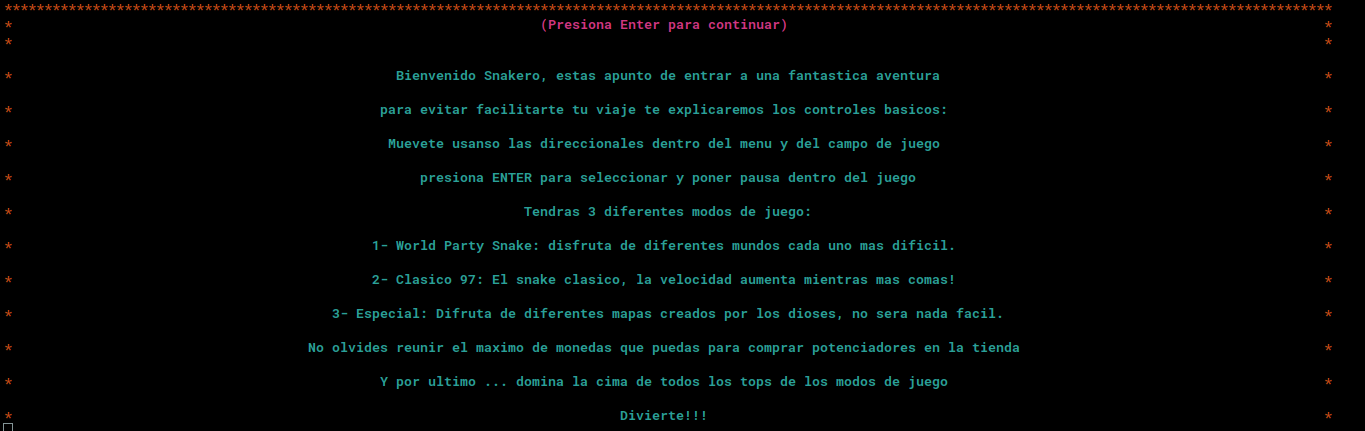 **********************************************************************************************************************************************************************
* (Presiona Enter para continuar) *
* *
* Bienvenido Snakero, estas apunto de entrar a una fantastica aventura *
* para evitar facilitarte tu viaje te explicaremos los controles basicos: *
* Muevete usanso las direccionales dentro del menu y del campo de juego *
* presiona ENTER para seleccionar y poner pausa dentro del juego *
* Tendras 3 diferentes modos de juego: *
* 1- World Party Snake: disfruta de diferentes mundos cada uno mas dificil. *
* 2- Clasico 97: El snake clasico, la velocidad aumenta mientras mas comas! *
* 3- Especial: Difruta de diferentes mapas creados por los dioses, no sera nada facil. *
* No olvides reunir el maximo de monedas que puedas para comprar potenciadores en la tienda *
* Y por ultimo ... domina la cima de todos los tops de los modos de juego *
* Divierte!!! *